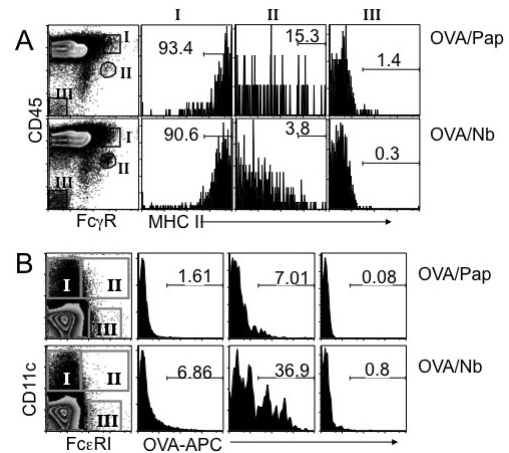 I II III
A
I
II
III
93.4 15.3 1.4 OVA/Pap
CD45
I
II
III
90.6 3.8 0.3 OVA/Nb
FcγR MHC II
B
I II III
1.61 7.01 0.08 OVA/Pap
CD11c
I II III
6.86 36.9 0.8 OVA/Nb
FcεRI OVA-APC